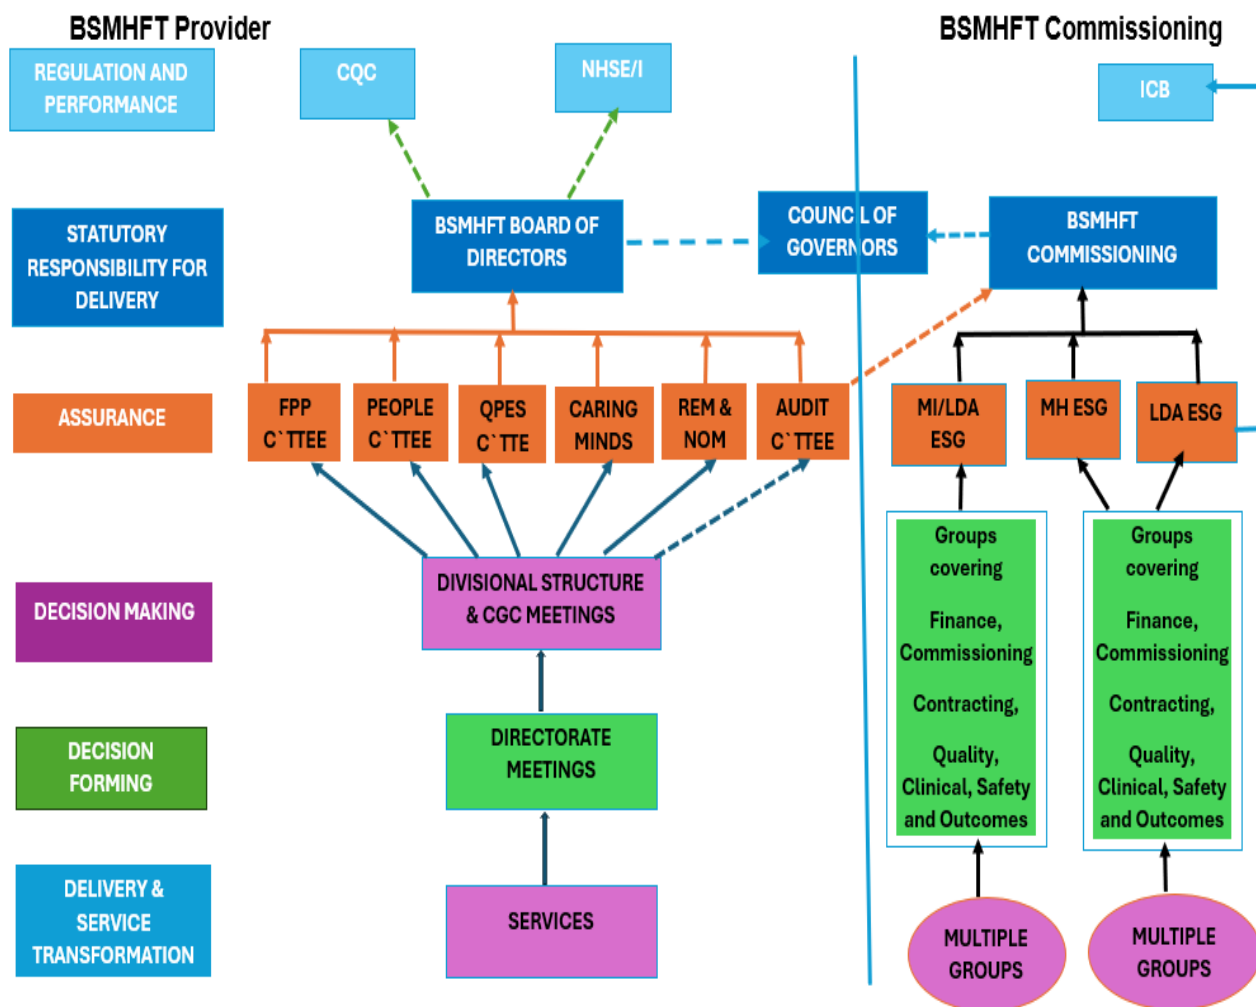 BSMHFT Provider
BSMHFT Commissioning
REGULATION AND
PERFORMANCE
CQC
NHSE/I
ICB
STATUTORY
RESPONSIBILITY FOR
DELIVERY
BSMHFT BOARD OF
DIRECTORS
COUNCIL OF
GOVERNORS
BSMHFT
COMMISSIONING
ASSURANCE
FPP
C`TTEE
PEOPLE
C`TTEE
QPES
C`TTE
CARING
MINDS
REM &
NOM
AUDIT
C`TTEE
MI/LDA
ESG
MH ESG
LDA ESG
DECISION MAKING
DIVISIONAL STRUCTURE
& CGC MEETINGS
Groups
covering
Finance,
Commissioning
Contracting,
Quality,
Clinical, Safety
and Outcomes
Groups
covering
Finance,
Commissioning
Contracting,
Quality,
Clinical, Safety
and Outcomes
DECISION
FORMING
DIRECTORATE
MEETINGS
DELIVERY &
SERVICE
TRANSFORMATION
SERVICES
MULTIPLE
GROUPS
MULTIPLE
GROUPS